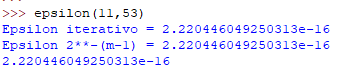 >>> epsilon(11,53)
Epsilon iterativo = 2.220446049250313e-16
Epsilon 2**-(m-1) = 2.220446049250313e-16
2.220446049250313e-16